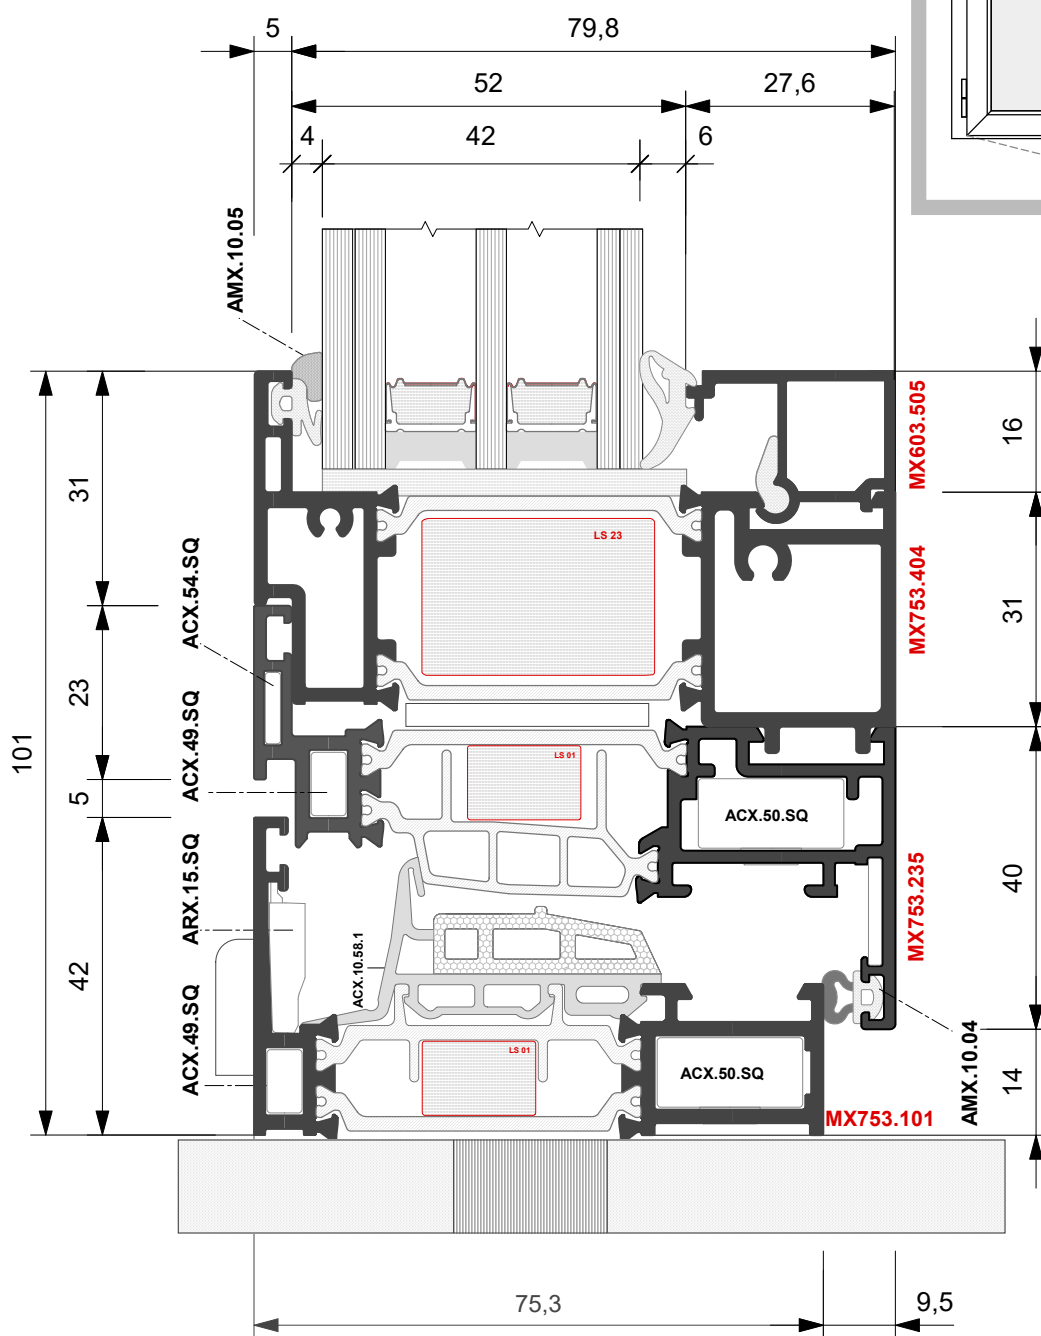 5
79,8
52
27,6
4
42
6
AMX.10.05
MX603.505
16
31
LS 23
ACX.54.SQ
MX753.404
31
23
101
ACX.49.SQ
LS 01
5
ACX.50.SQ
ARX.15.SQ
MX753.235
40
42
ACX.10.58.1
ACX.49.SQ
LS 01
ACX.50.SQ
AMX.10.04
14
MX753.101
75,3
9,5